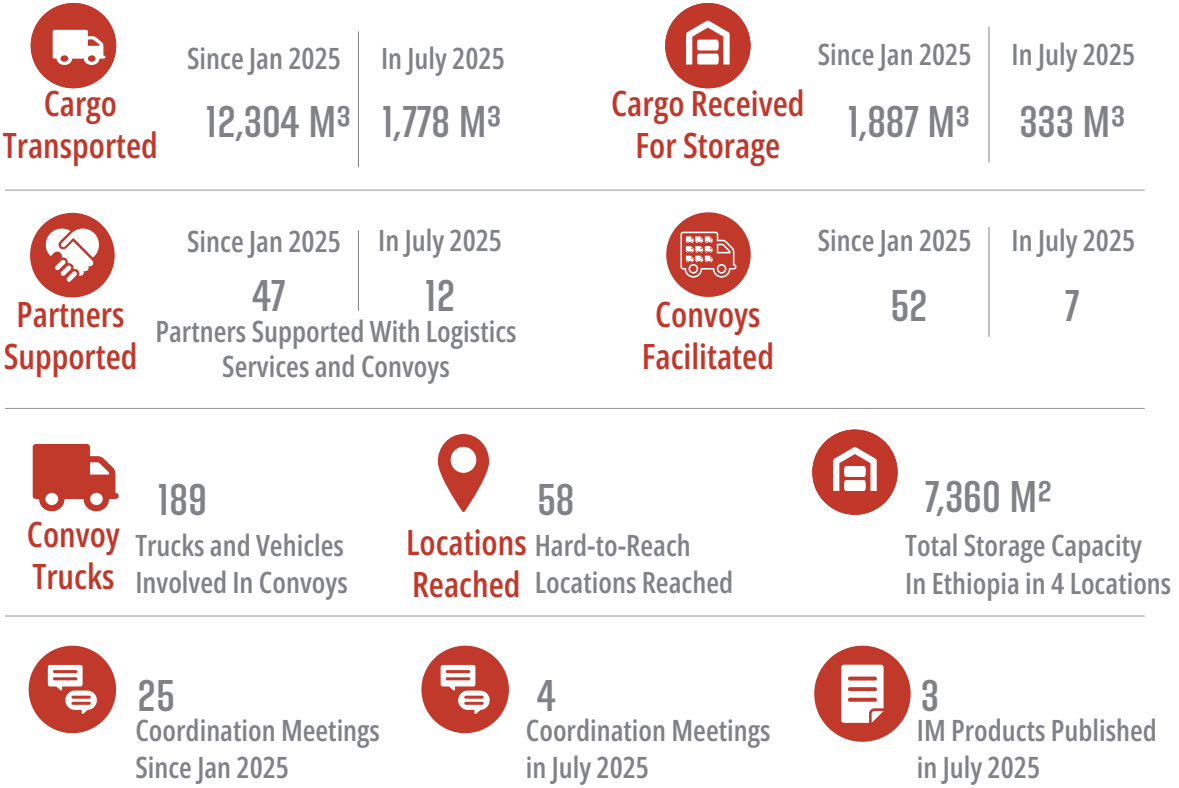 Cargo
Transported
Since Jan 2025
12,304 M³
In July 2025
1,778 M³
Cargo Received
For Storage
Since Jan 2025
1,887 M³
In July 2025
333 M³
Partners
Supported
Since Jan 2025
47
In July 2025
12
Partners Supported With Logistics
Services and Convoys
Convoys
Facilitated
Since Jan 2025
52
In July 2025
7
Convoy
Trucks
189
Trucks and Vehicles
Involved In Convoys
Locations
Reached
58
Hard-to-Reach
Locations Reached
7,360 M²
Total Storage Capacity
In Ethiopia in 4 Locations
25
Coordination Meetings
Since Jan 2025
4
Coordination Meetings
in July 2025
3
IM Products Published
in July 2025